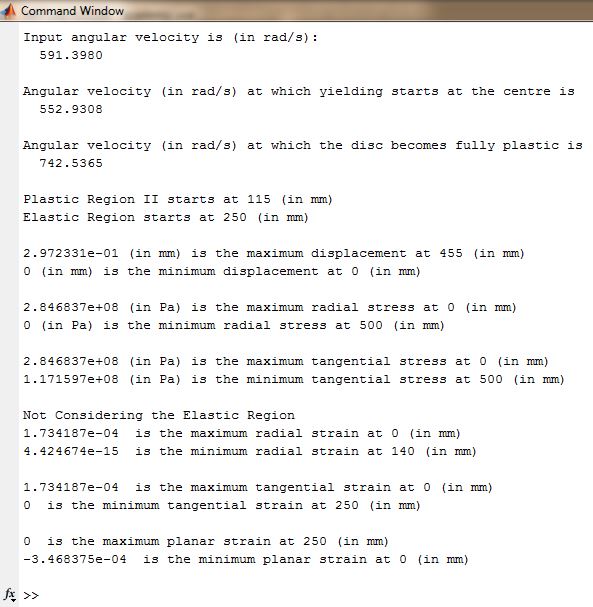 Command Window
Input angular velocity is (in rad/s):
591.3980
Angular velocity (in rad/s) at which yielding starts at the centre is
552.9308
Angular velocity (in rad/s) at which the disc becomes fully plastic is
742.5365
Plastic Region II starts at 115 (in mm)
Elastic Region starts at 250 (in mm)
2.972331e-01 (in mm) is the maximum displacement at 455 (in mm)
0 (in mm) is the minimum displacement at 0 (in mm)
2.846837e+08 (in Pa) is the maximum radial stress at 0 (in mm)
0 (in Pa) is the minimum radial stress at 500 (in mm)
2.846837e+08 (in Pa) is the maximum tangential stress at 0 (in mm)
1.171597e+08 (in Pa) is the minimum tangential stress at 500 (in mm)
Not Considering the Elastic Region
1.734187e-04  is the maximum radial strain at 0 (in mm)
4.424674e-15  is the minimum radial strain at 140 (in mm)
1.734187e-04  is the maximum tangential strain at 0 (in mm)
0  is the minimum tangential strain at 250 (in mm)
0  is the maximum planar strain at 250 (in mm)
-3.468375e-04  is the minimum planar strain at 0 (in mm)
fx >>